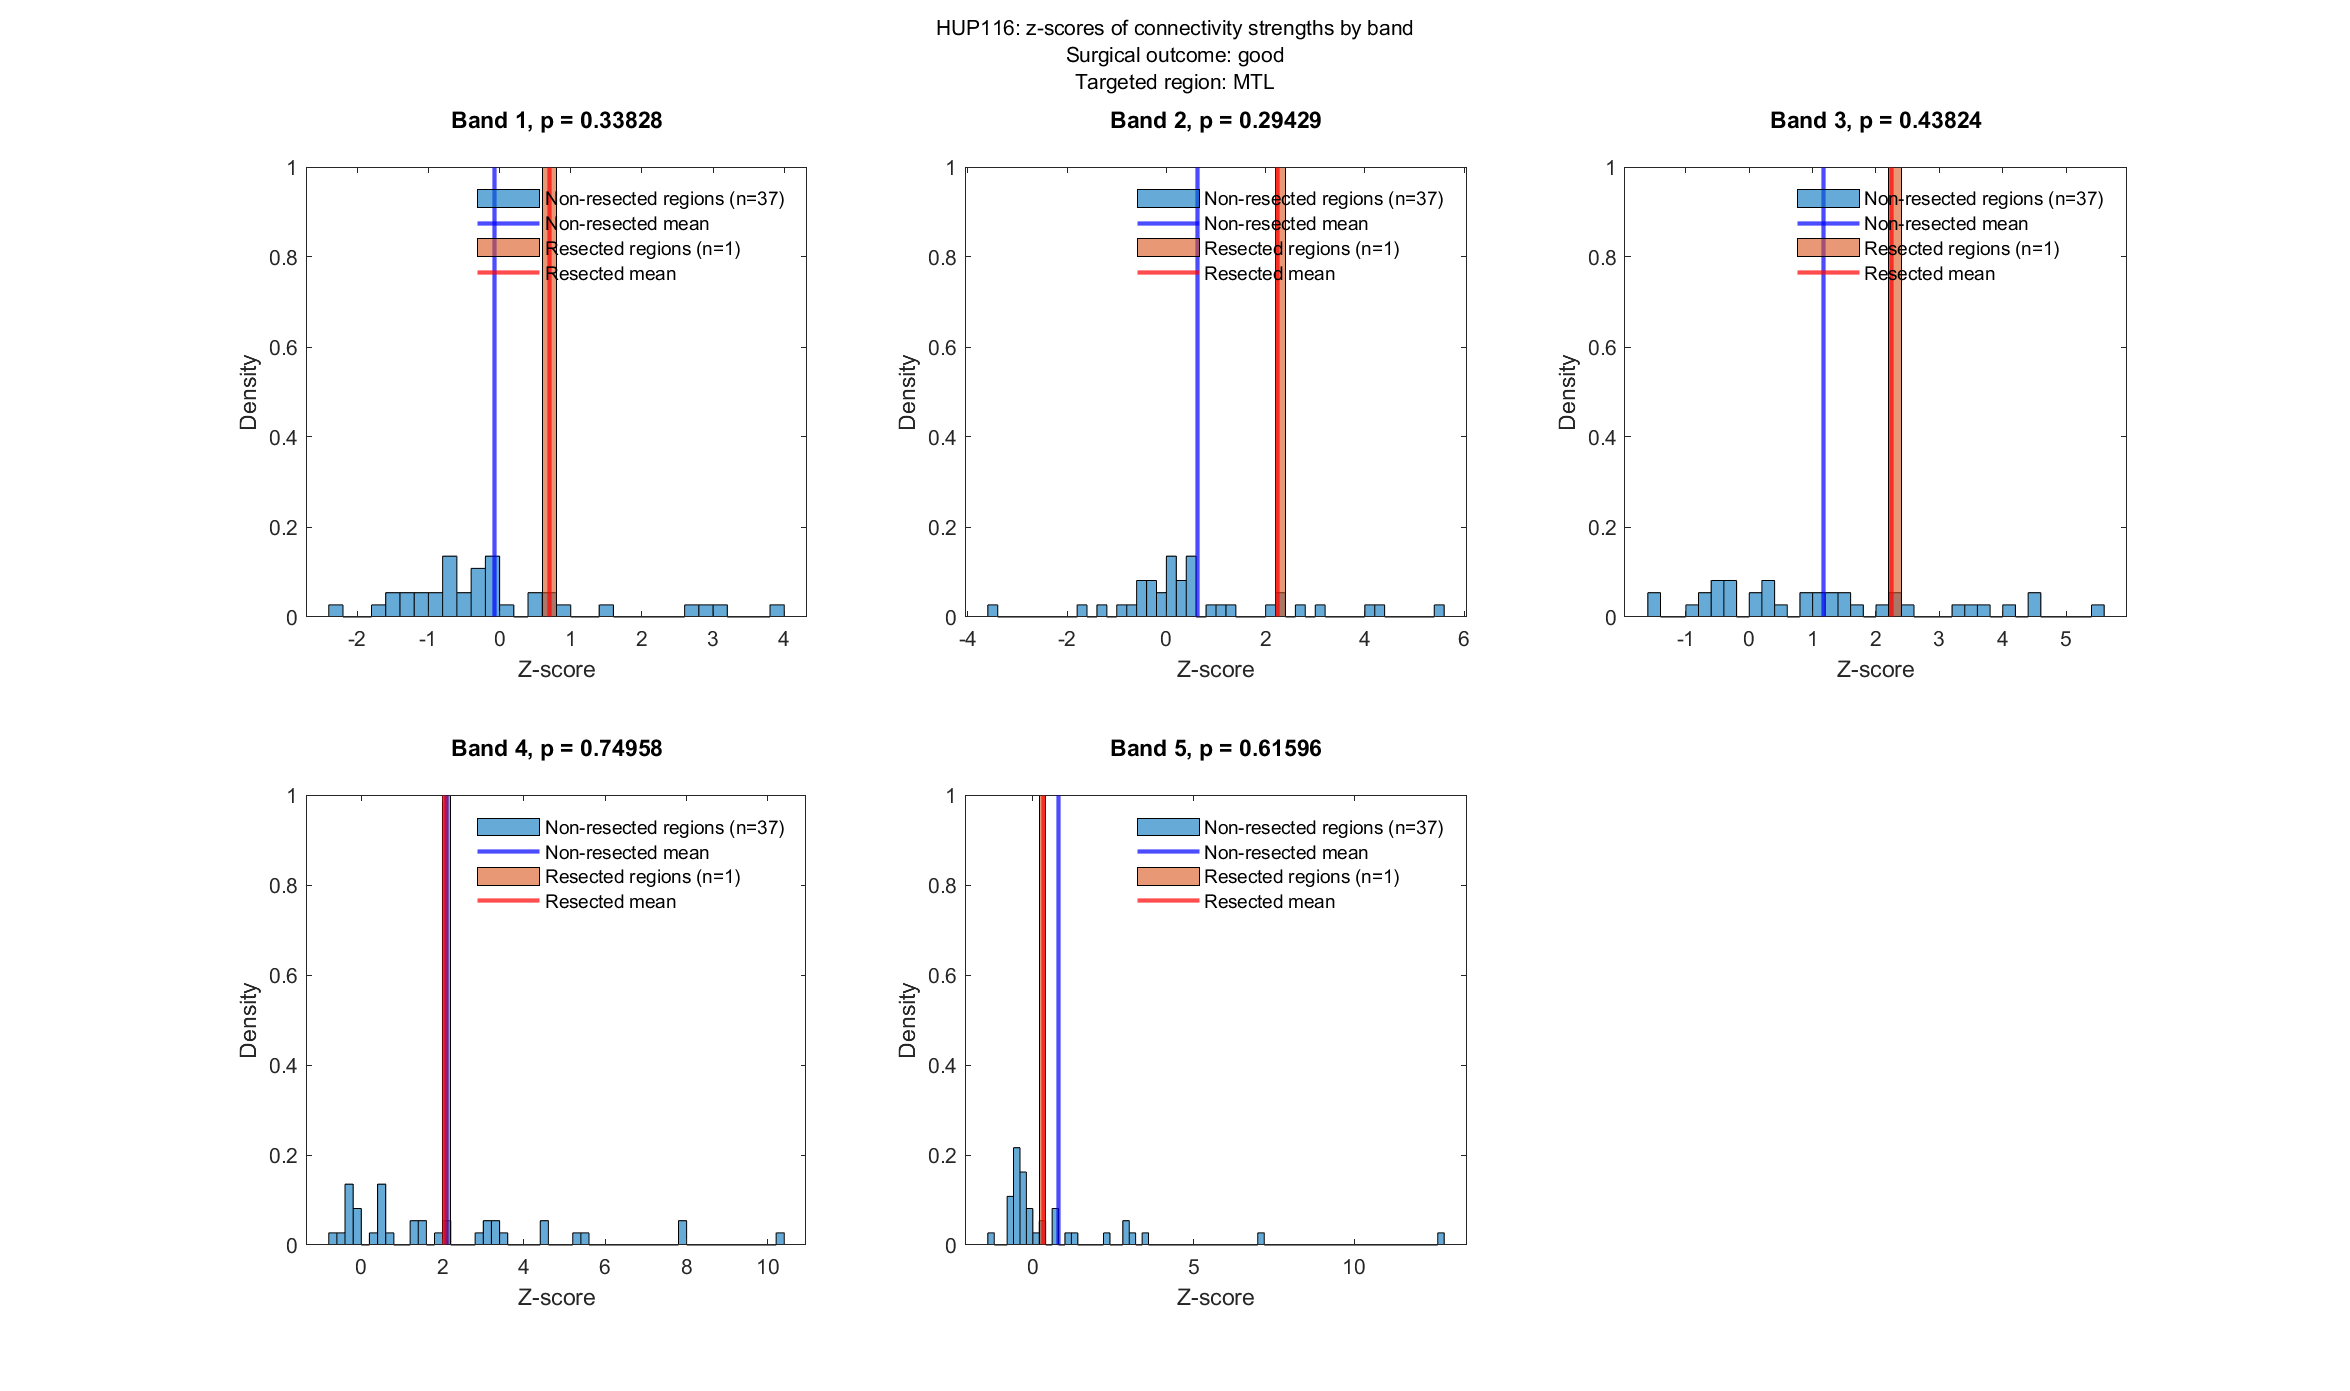 HUP116: z-scores of connectivity strengths by band
Surgical outcome: good
Targeted region: MTL
Band 1, p = 0.33828
1
0.8
0.6
0.4
0.2
0
Density
Non-resected regions (n=37)
Non-resected mean
Resected regions (n=1)
Resected mean
-2 -1 0 1 2 3 4
Z-score
Band 2, p = 0.29429
1
0.8
0.6
0.4
0.2
0
Density
Non-resected regions (n=37)
Non-resected mean
Resected regions (n=1)
Resected mean
-4 -2 0 2 4 6
Z-score
Band 3, p = 0.43824
1
0.8
0.6
0.4
0.2
0
Density
Non-resected regions (n=37)
Non-resected mean
Resected regions (n=1)
Resected mean
-1 0 1 2 3 4 5
Z-score
Band 4, p = 0.74958
1
0.8
0.6
0.4
0.2
0
Density
Non-resected regions (n=37)
Non-resected mean
Resected regions (n=1)
Resected mean
0 2 4 6 8 10
Z-score
Band 5, p = 0.61596
1
0.8
0.6
0.4
0.2
0
Density
Non-resected regions (n=37)
Non-resected mean
Resected regions (n=1)
Resected mean
0 5 10
Z-score